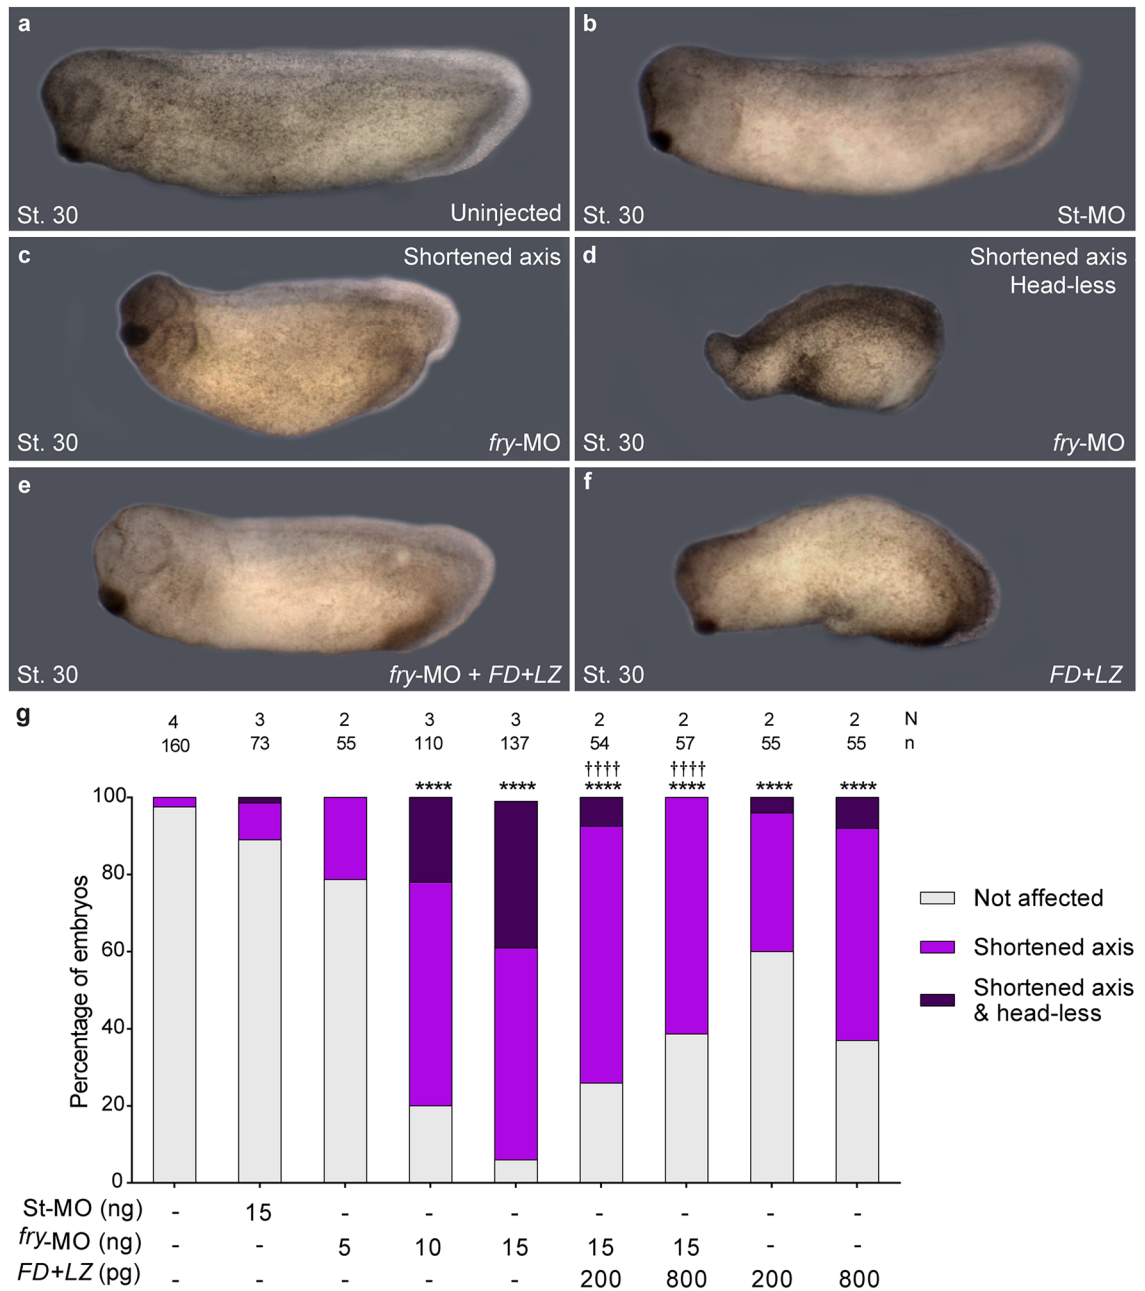 a
St. 30
Uninjected
b
St. 30
St-MO
c
Shortened axis
St. 30
fry-MO
d
Shortened axis
Head-less
St. 30
fry-MO
e
St. 30
fry-MO + FD+LZ
f
St. 30
FD+LZ
g
4 3 2 3 3 2 2 2 2 N
160 73 55 110 137 54 57 55 55 n
†††† ††††
**** **** **** **** **** ****
Percentage of embryos
100
80
60
40
20
0
Not affected
Shortened axis
Shortened axis
& head-less
St-MO (ng) - 15 - - - - - - -
fry-MO (ng) - - 5 10 15 15 15 - -
FD+LZ (pg) - - - - - 200 800 200 800